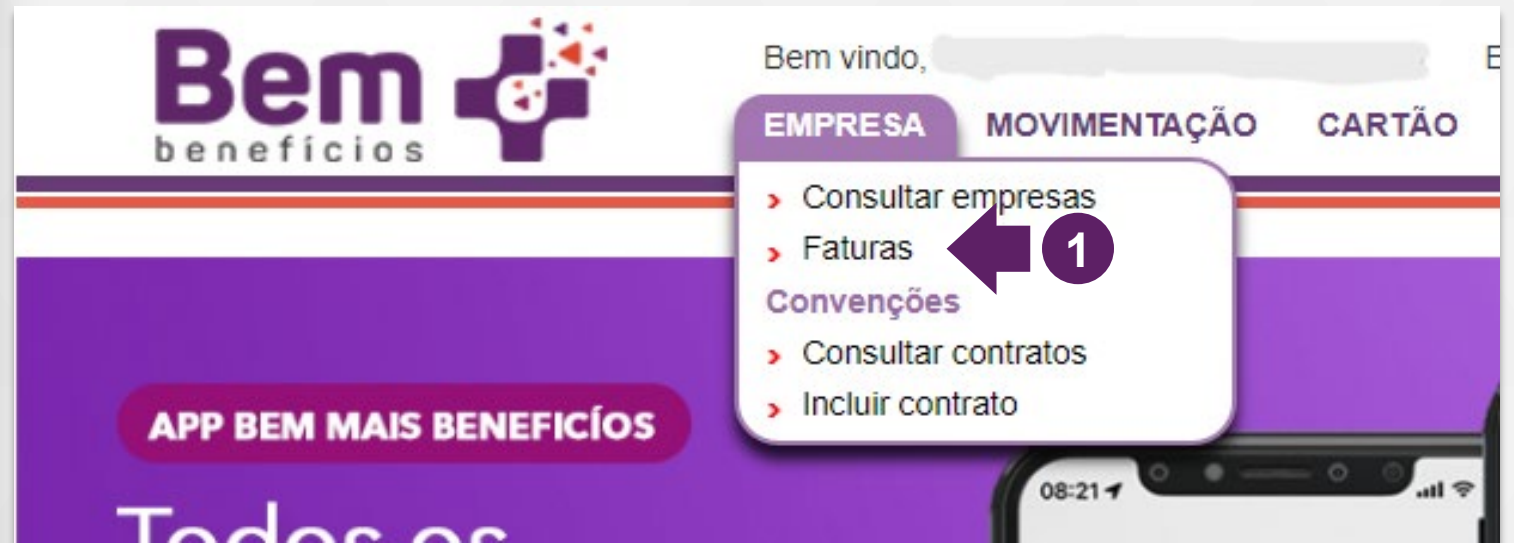 Bem
benefícios
Bem vindo,
EMPRESA MOVIMENTAÇÃO CARTÃO
Consultar empresas
Faturas
1
Convenções
Consultar contratos
Incluir contrato
APP BEM MAIS BENEFICÍOS
Todos os
08:21